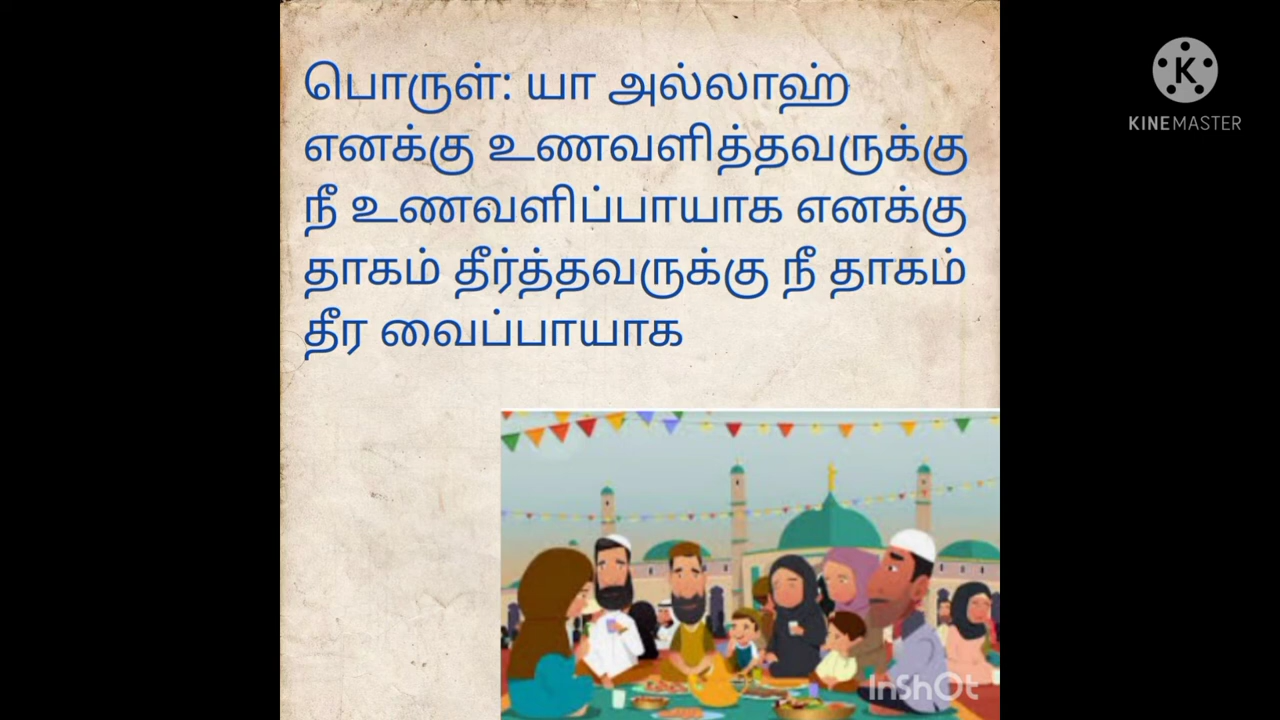 பொருள்: யா அல்லாஹ்
எனக்கு உணவளித்தவருக்கு
நீ உணவளிப்பாயாக எனக்கு
தாகம் தீர்த்தவருக்கு நீ தாகம்
தீர வைப்பாயாக
K
KINEMASTER
InShOt